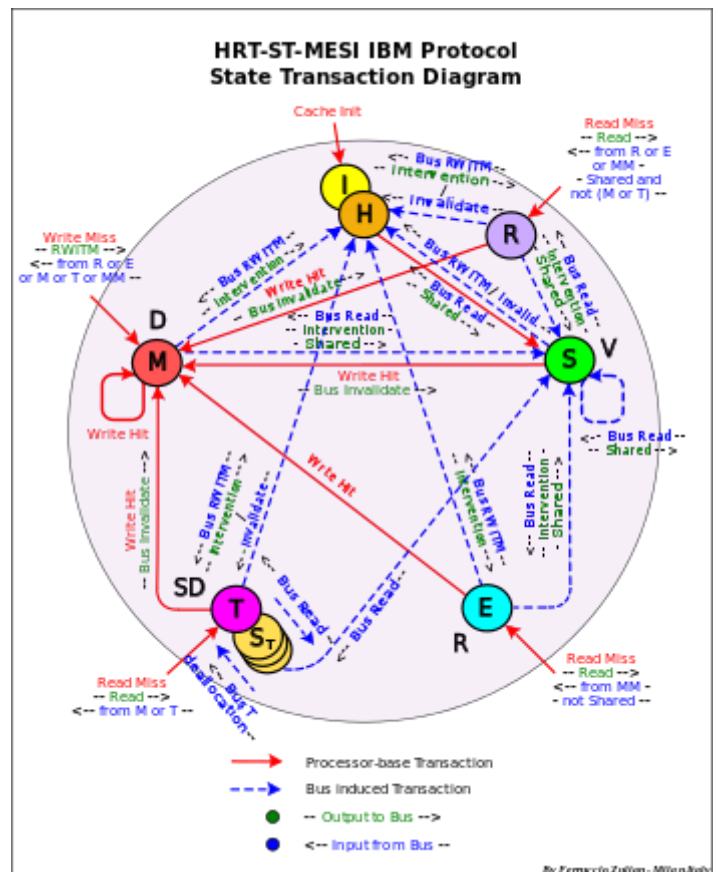 HRT-ST-MESI IBM Protocol
State Transaction Diagram
Cache Init
Read Miss
-- Read -->
<-- from R or E
or MM -
- Shared and
not (M or T) --
I
H
R
<-- Bus RWITM--
-- Intervention -->
/
<-- Invalidate --
Write Miss
-- RWITM -->
<-- from R or E
or M or T or MM --
D
M
<-- Bus RWITM --
-- Intervention -->
Write Hit
-- Bus Invalidate -->
<-- Bus RWITM/ Invalid --
<-- Bus Read --
-- Shared -->
<-- Bus Read--
-- Intervention
Shared -->
<-- Bus Read --
-- Intervention -
- Shared -->
S
V
Write Hit
-- Bus Invalidate -->
Write Hit
<-- Bus Read --
-- Shared -->
Write Hit
-- Bus Invalidate -->
<-- Bus RWITM --
-- Intervention -->
/
<-- Invalidate--
Write Hit
<-- Bus RWITM--
-- Intervention -->
<-- Bus Read--
-- Intervention -
- Shared -->
SD
T
S T
<-- Bus Read --
<-- Bus Read--
<-- Bus T
deallocation--
E
R
Read Miss
-- Read -->
<-- from M or T --
Read Miss
-- Read -->
<-- from MM -
- not Shared --
Processor-base Transaction
Bus induced Transaction
-- Output to Bus -->
<-- Input from Bus --
By Ferruccio Zulian - Milan Italy